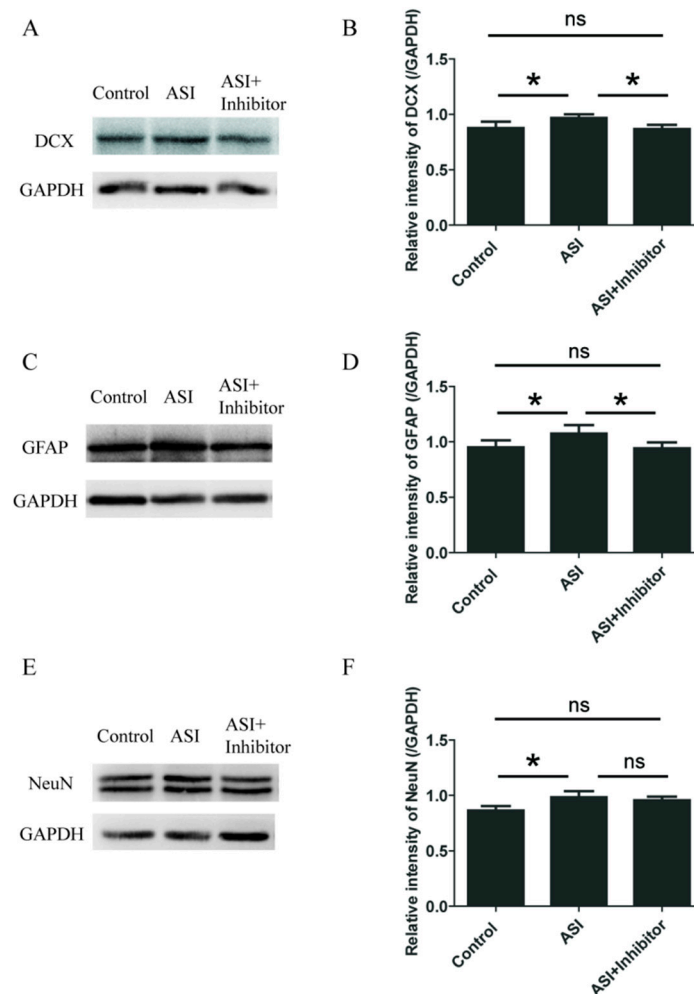 A
Control ASI ASI+
Inhibitor
DCX
GAPDH
B
Relative intensity of DCX (/GAPDH)
1.5
1.0
0.5
0.0
ns
* *
Control
ASI
ASI+Inhibitor
C
Control ASI ASI+
Inhibitor
GFAP
GAPDH
D
Relative intensity of GFAP (/GAPDH)
1.5
1.0
0.5
0.0
ns
* *
Control
ASI
ASI+Inhibitor
E
Control ASI ASI+
Inhibitor
NeuN
GAPDH
F
Relative intensity of NeuN (/GAPDH)
1.5
1.0
0.5
0.0
ns
* ns
Control
ASI
ASI+Inhibitor